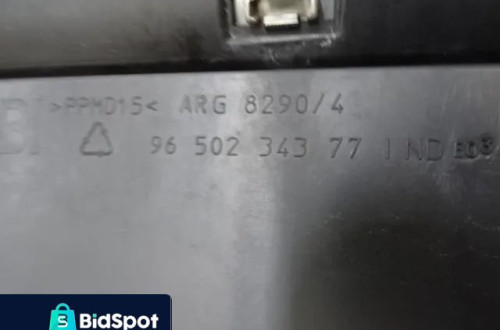 >PPMD15< ARG 8290/4
96 502 343 77 IND
BidSpot